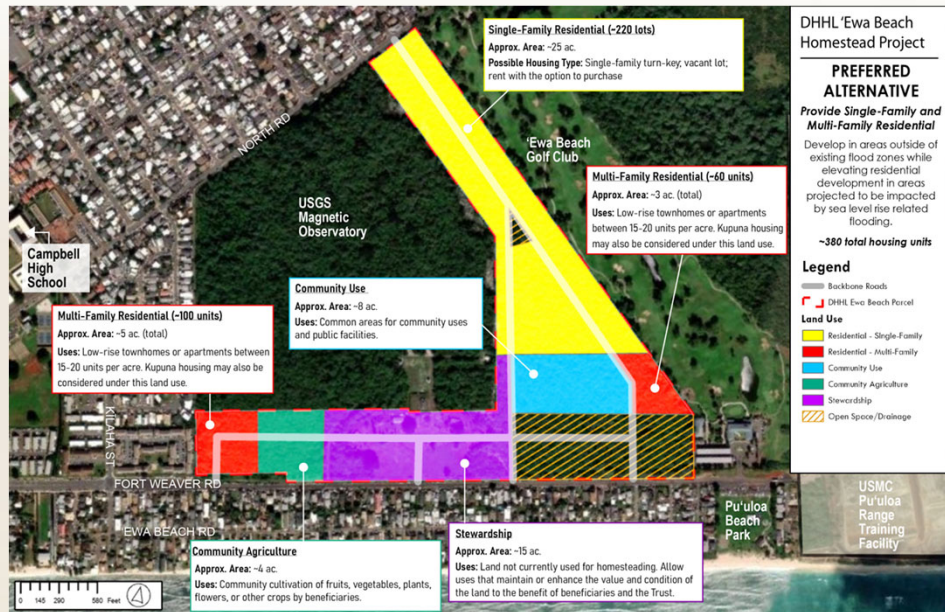 Single-Family Residential (~220 lots)
Approx. Area: ~25 ac.
Possible Housing Type: Single-family turn-key; vacant lot;
rent with the option to purchase
DHHL ‘Ewa Beach
Homestead Project
PREFERRED
ALTERNATIVE
Provide Single-Family and
Multi-Family Residential
Develop in areas outside of
existing flood zones while
elevating residential
development in areas
projected to be impacted
by sea level rise related
flooding.
~380 total housing units
Legend
Backbone Roads
DHHL Ewa Beach Parcel
Land Use
Residential - Single-Family
Residential - Multi-Family
Community Use
Community Agriculture
Stewardship
Open Space/Drainage
NORTH RD
‘Ewa Beach
Golf Club
Multi-Family Residential (~60 units)
Approx. Area: ~3 ac. (total)
Uses: Low-rise townhomes or apartments
between 15-20 units per acre. Kupuna housing
may also be considered under this land use.
USGS
Magnetic
Observatory
Campbell
High
School
Community Use
Approx. Area: ~8 ac.
Uses: Common areas for community uses
and public facilities.
Multi-Family Residential (~100 units)
Approx. Area: ~5 ac. (total)
Uses: Low-rise townhomes or apartments between
15-20 units per acre. Kupuna housing may also be
considered under this land use.
KILAHA ST
FORT WEAVER RD
EWA BEACH RD
Pu‘uloa
Beach
Park
USMC
Pu‘uloa
Range
Training
Facility
Community Agriculture
Approx. Area: ~4 ac.
Uses: Community cultivation of fruits, vegetables, plants,
flowers, or other crops by beneficiaries.
Stewardship
Approx. Area: ~15 ac.
Uses: Land not currently used for homesteading. Allow
uses that maintain or enhance the value and condition of
the land to the benefit of beneficiaries and the Trust.
0 145 290 580 Feet